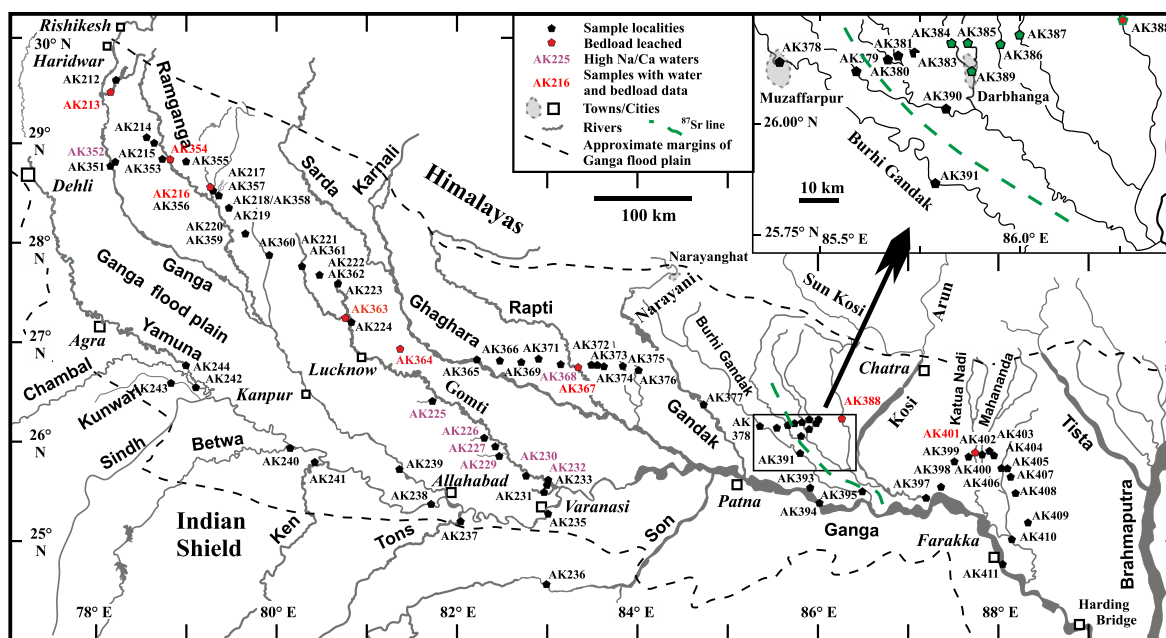 Rishikesh
30° N
Haridwar
AK212
AK213
Ramganga
AK214
29°
N
AK352
AK215
AK354
AK351
AK353
AK355
Dehli
AK217
AK216
AK357
AK356
AK218/AK358
AK219
AK220
AK359
28°
N
AK360
AK221
AK361
AK222
AK362
AK223
AK363
AK224
Sarda
Karnali
Himalayas
Ganga
Ganga flood plain
27°
N
Agra
Yamuna
Chambal
AK244
AK243
AK242
Kunwari
Kanpur
Lucknow
AK364
Ghaghara
Rapti
AK366
AK371
AK365
AK369
AK368
AK367
AK372
AK373
AK375
AK374
AK376
Narayanghat
Narayani
Burhi Gandak
AK377
Gandak
Gomti
AK225
AK226
AK227
AK229
AK230
AK232
AK233
AK231
26°
N
Sindh
Betwa
AK240
AK241
AK239
Allahabad
AK238
Varanasi
AK235
AK237
25°
N
Indian
Shield
Ken
Tons
AK236
Son
Patna
AK
378
AK391
AK393
AK394
AK395
Ganga
AK388
Sun Kosi
Arun
Chatra
Kosi
Katua Nadi
Mahananda
Tista
AK401
AK402
AK403
AK399
AK404
AK398
AK400
AK405
AK406
AK407
AK397
AK408
AK409
AK410
Farakka
AK411
Brahmaputra
Harding
Bridge
78° E
80° E
82° E
84° E
86° E
88° E
Sample localities
Bedload leached
AK225
High Na/Ca waters
AK216
Samples with water
and bedload data
Towns/Cities
Rivers
87Sr line
Approximate margins of
Ganga flood plain
100 km
AK378
AK381
AK384
AK385
AK387
AK388
AK379
AK380
AK383
AK386
AK389
Muzaffarpur
Darbhanga
AK390
26.00° N
Burhi Gandak
AK391
10 km
25.75° N
85.5° E
86.0° E